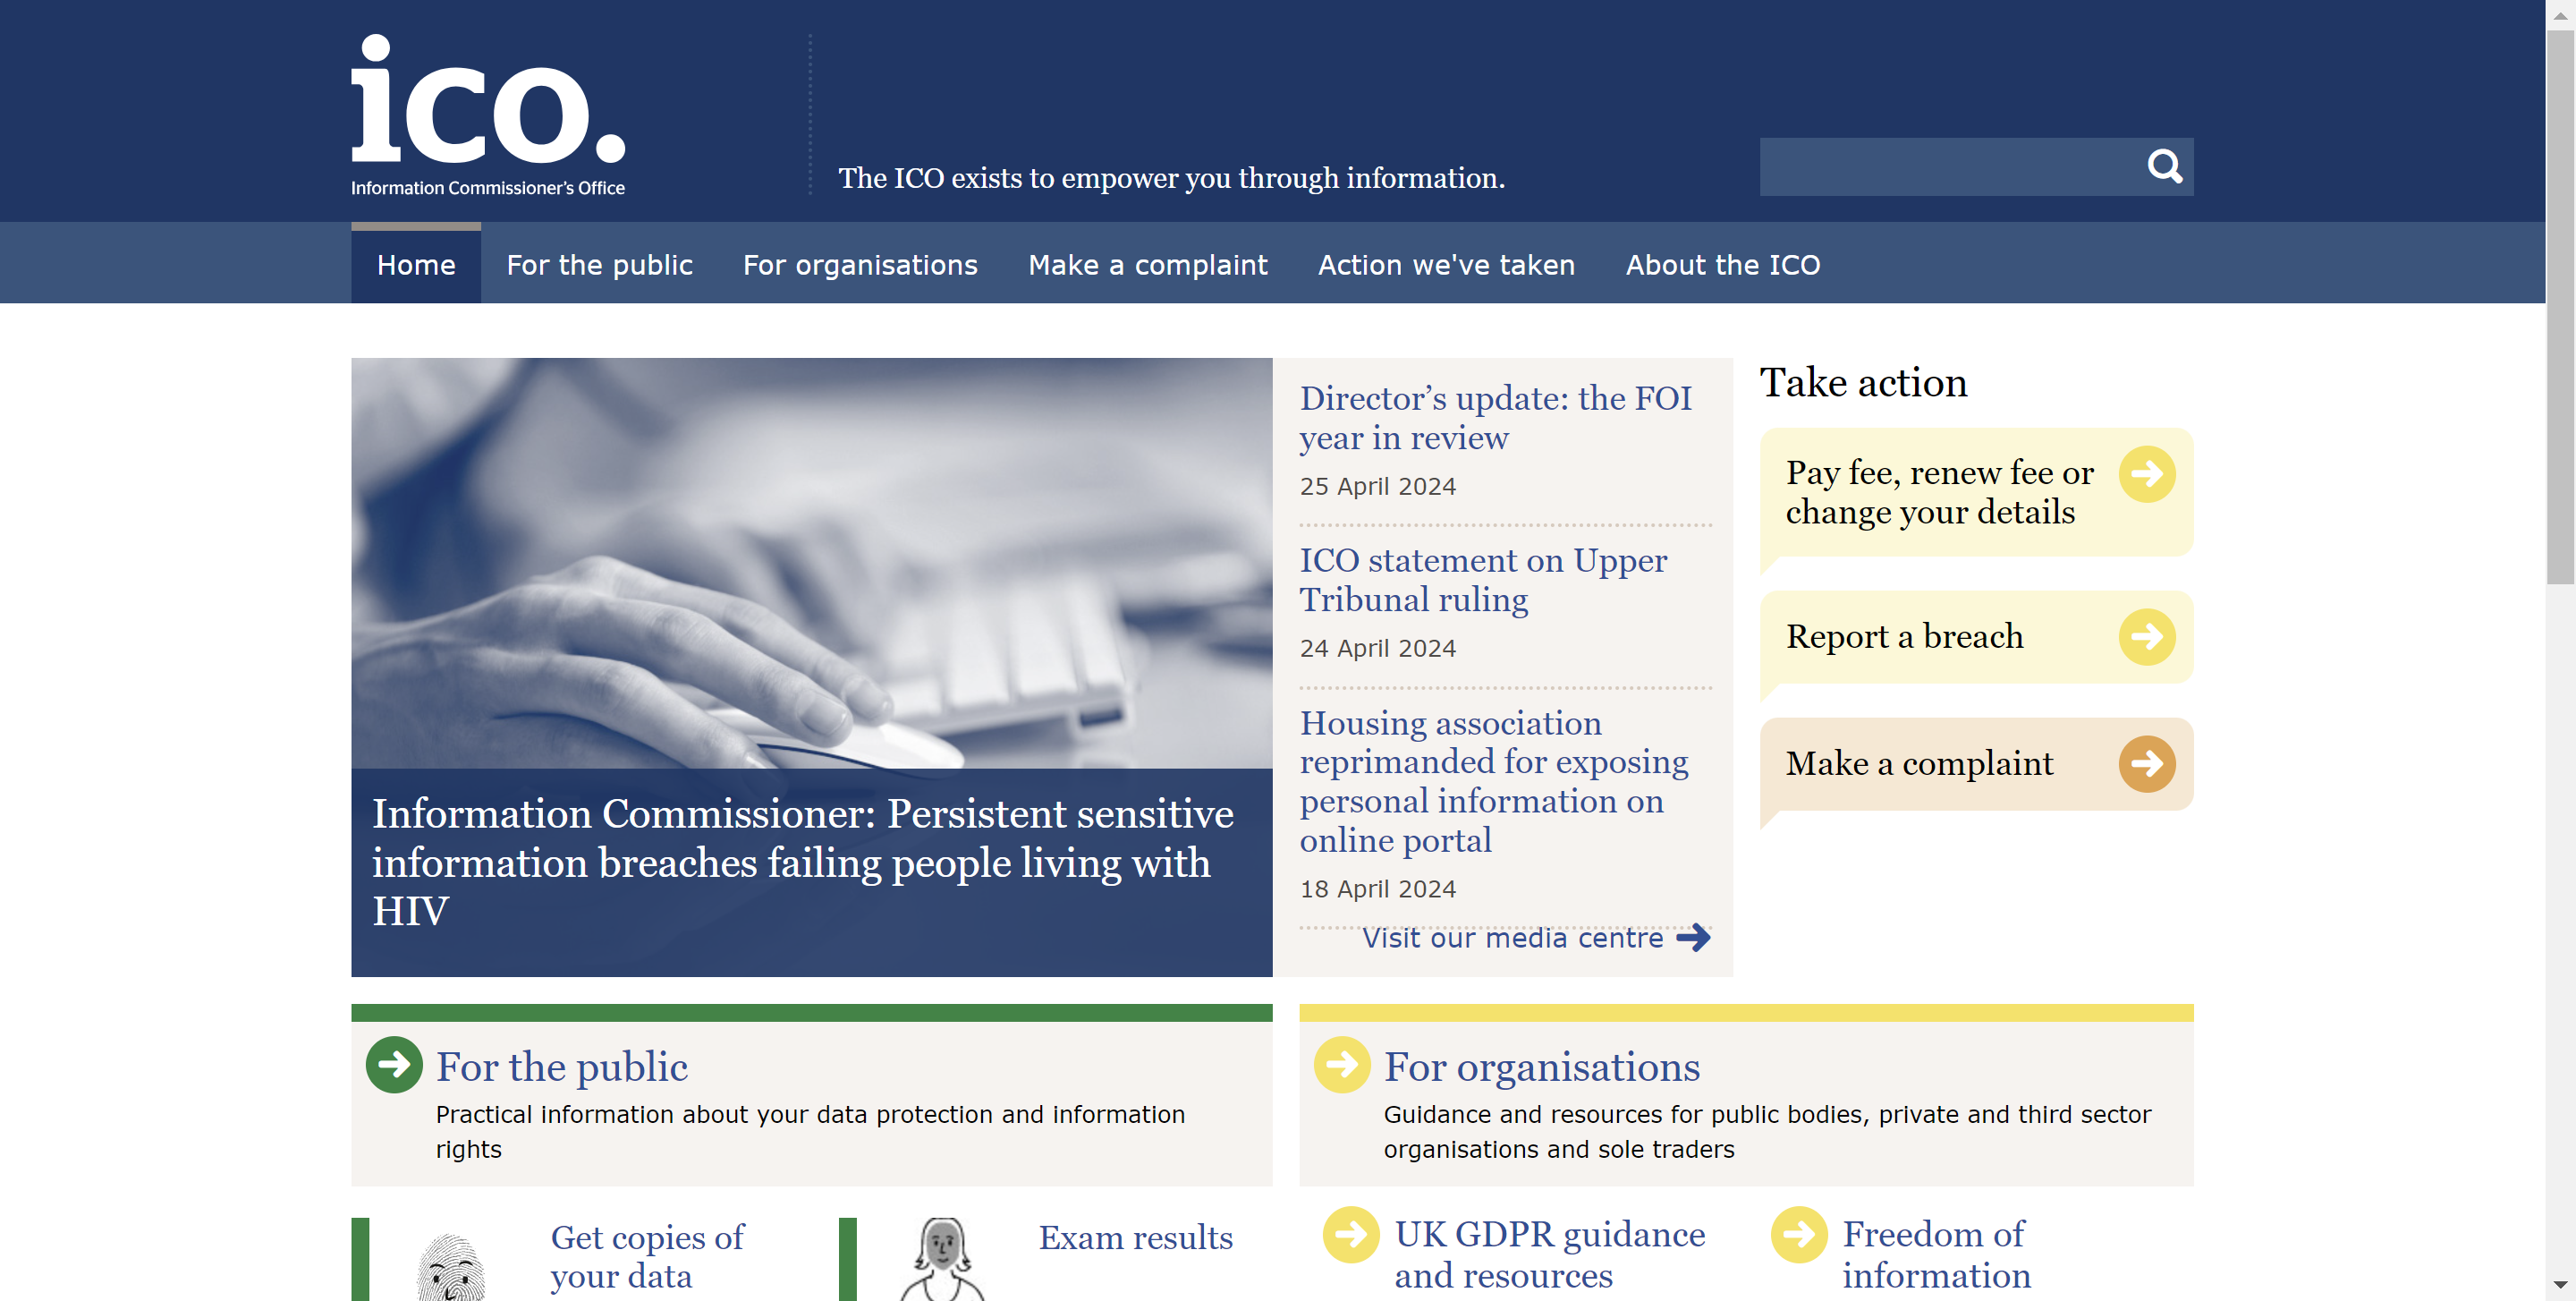 ico.
Information Commissioner's Office
The ICO exists to empower you through information.
Home
For the public
For organisations
Make a complaint
Action we've taken
About the ICO
Information Commissioner: Persistent sensitive
information breaches failing people living with
HIV
Director’s update: the FOI
year in review
25 April 2024
ICO statement on Upper
Tribunal ruling
24 April 2024
Housing association
reprimanded for exposing
personal information on
online portal
18 April 2024
Visit our media centre
Take action
Pay fee, renew fee or
change your details
Report a breach
Make a complaint
For the public
Practical information about your data protection and information
rights
For organisations
Guidance and resources for public bodies, private and third sector
organisations and sole traders
Get copies of
your data
Exam results
UK GDPR guidance
and resources
Freedom of
information